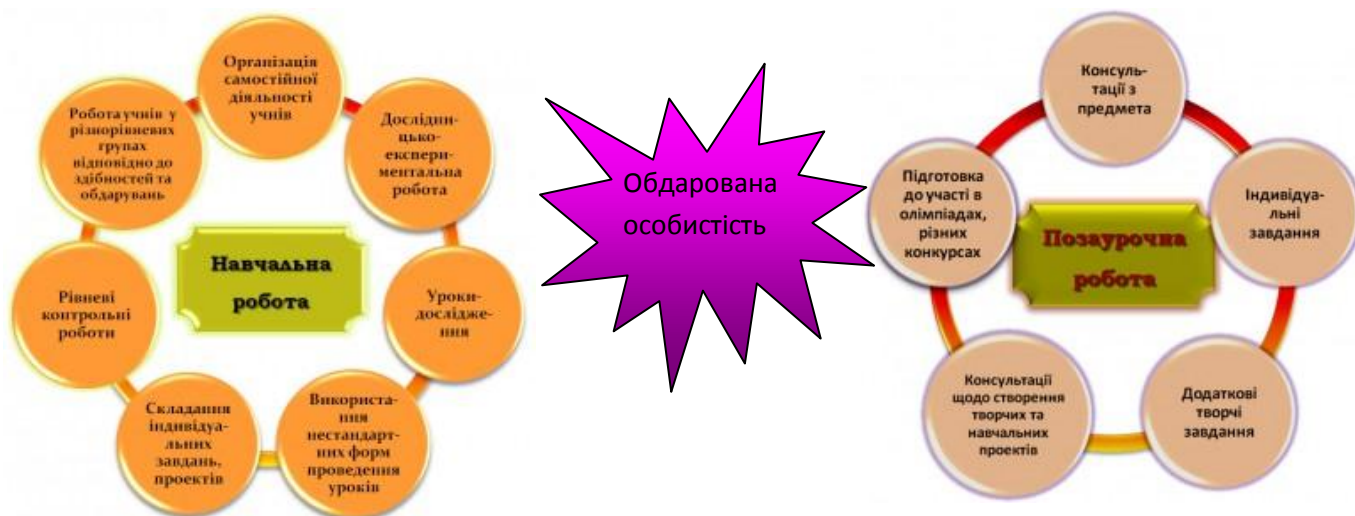 Організація
самостійної
діяльності
учнів
Дослідни-
цько-
експери-
ментальна
робота
Уроки-
дослідже-
ння
Використа-
ння
нестандарт-
них форм
проведення
уроків
Складання
індивідуа-
льних
завдань,
проектів
Рівневі
контрольні
роботи
Робота учнів у
різнорівневих
групах
відповідно до
здібностей та
обдарувань
Навчальна
робота
Обдарована
особистість
Консуль-
тації з
предмета
Індивідуа-
льні
завдання
Додаткові
творчі
завдання
Консультації
щодо створення
творчих та
навчальних
проектів
Підготовка
до участі в
олімпіадах,
різних
конкурсах
Позаурочна
робота